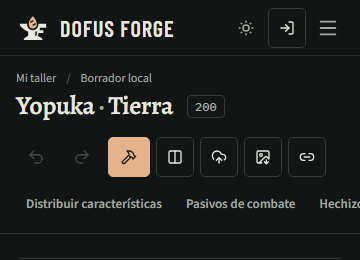 DOFUS FORGE
Mi taller / Borrador local
Yopuka · Tierra 200
Distribuir características Pasivos de combate Hechizo